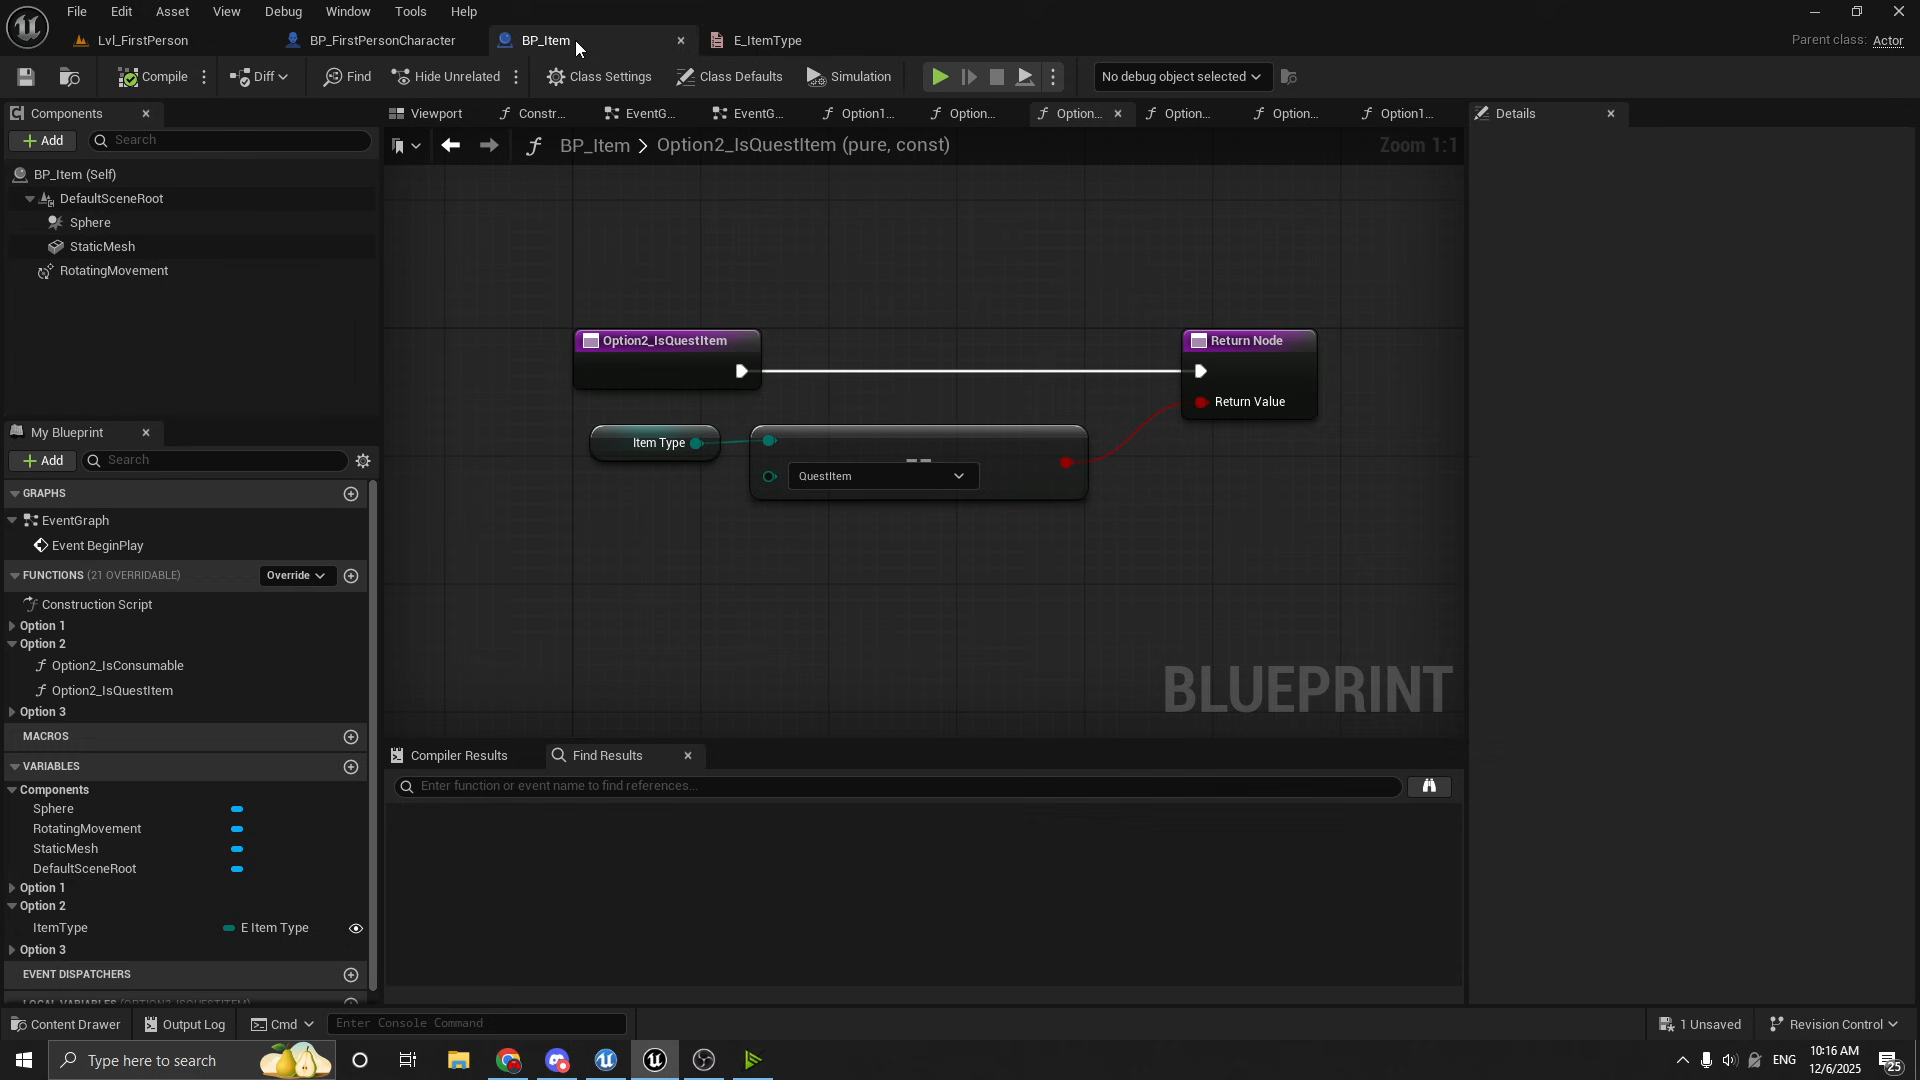 File Edit Asset View Debug Window Tools Help
Lvl_FirstPerson BP_FirstPersonCharacter BP_Item E_ItemType Parent class: Actor
Compile Diff Find Hide Unrelated Class Settings Class Defaults Simulation No debug object selected
Components
Viewport Constr... EventG... EventG... Option1... Option... Option... Option... Option... Option1...
Details
Add Search
BP_Item > Option2_IsQuestItem (pure, const) Zoom 1:1
BP_Item (Self)
DefaultSceneRoot
Sphere
StaticMesh
RotatingMovement
Option2_IsQuestItem
Return Node
Return Value
Item Type
==
QuestItem
BLUEPRINT
My Blueprint
Add Search
GRAPHS
EventGraph
Event BeginPlay
FUNCTIONS (21 OVERRIDABLE) Override
Construction Script
Option 1
Option 2
Option2_IsConsumable
Option2_IsQuestItem
Option 3
MACROS
VARIABLES
Components
Sphere
RotatingMovement
StaticMesh
DefaultSceneRoot
Option 1
Option 2
ItemType E Item Type
Option 3
EVENT DISPATCHERS
LOCAL VARIABLES (OPTION2_ISQUESTITEM)
Compiler Results Find Results
Enter function or event name to find references...
Content Drawer Output Log Cmd Enter Console Command 1 Unsaved Revision Control
Type here to search
ENG
10:16 AM
12/6/2025
25